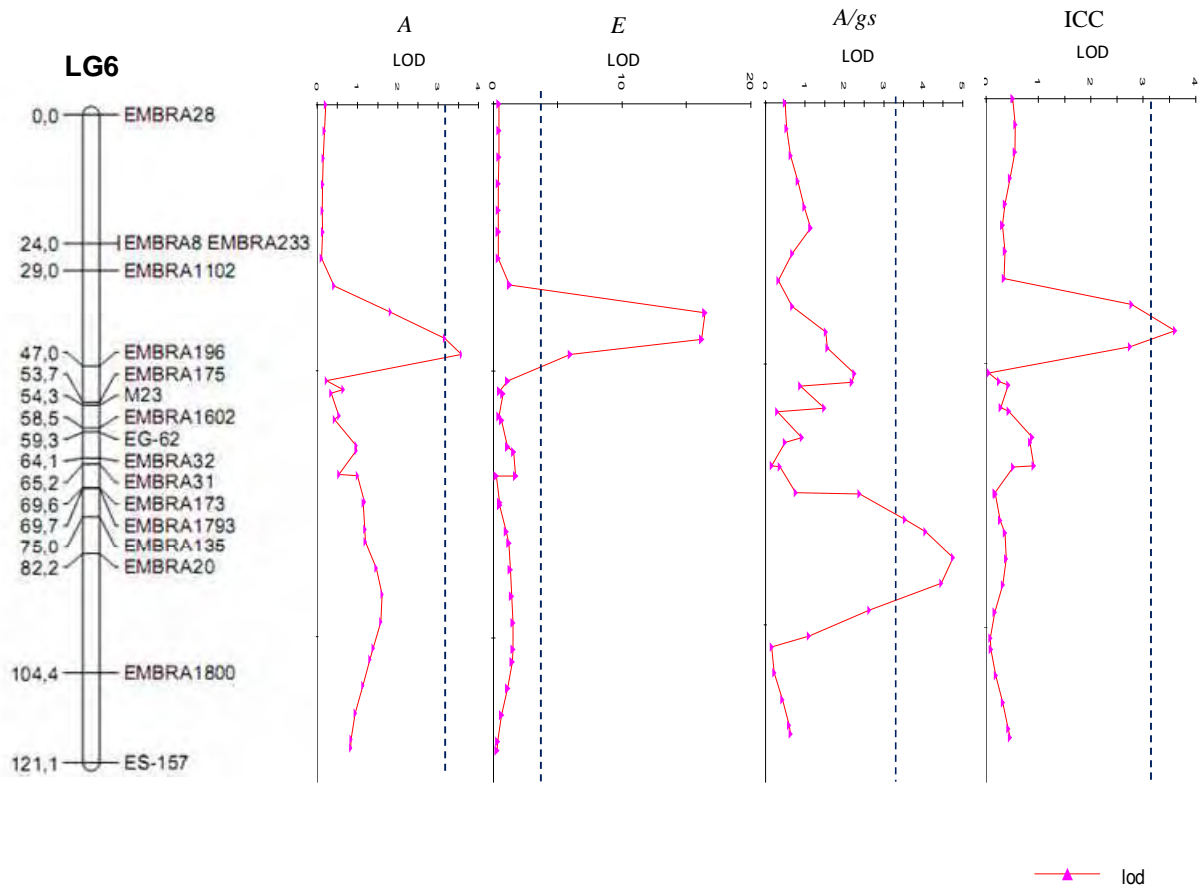 A E A/gs ICC
LOD LOD LOD LOD
LG6
0 1 2 3 4 0 10 20 0 1 2 3 4 5 6 0 1 2 3 4
0,0 EMBRA28
24,0 EMBRA8 EMBRA233
29,0 EMBRA1102
47,0 EMBRA196
53,7 EMBRA175
54,3 M23
58,5 EMBRA1602
59,3 EG-62
64,1 EMBRA32
65,2 EMBRA31
69,6 EMBRA173
69,7 EMBRA1793
75,0 EMBRA135
82,2 EMBRA20
104,4 EMBRA1800
121,1 ES-157
lod